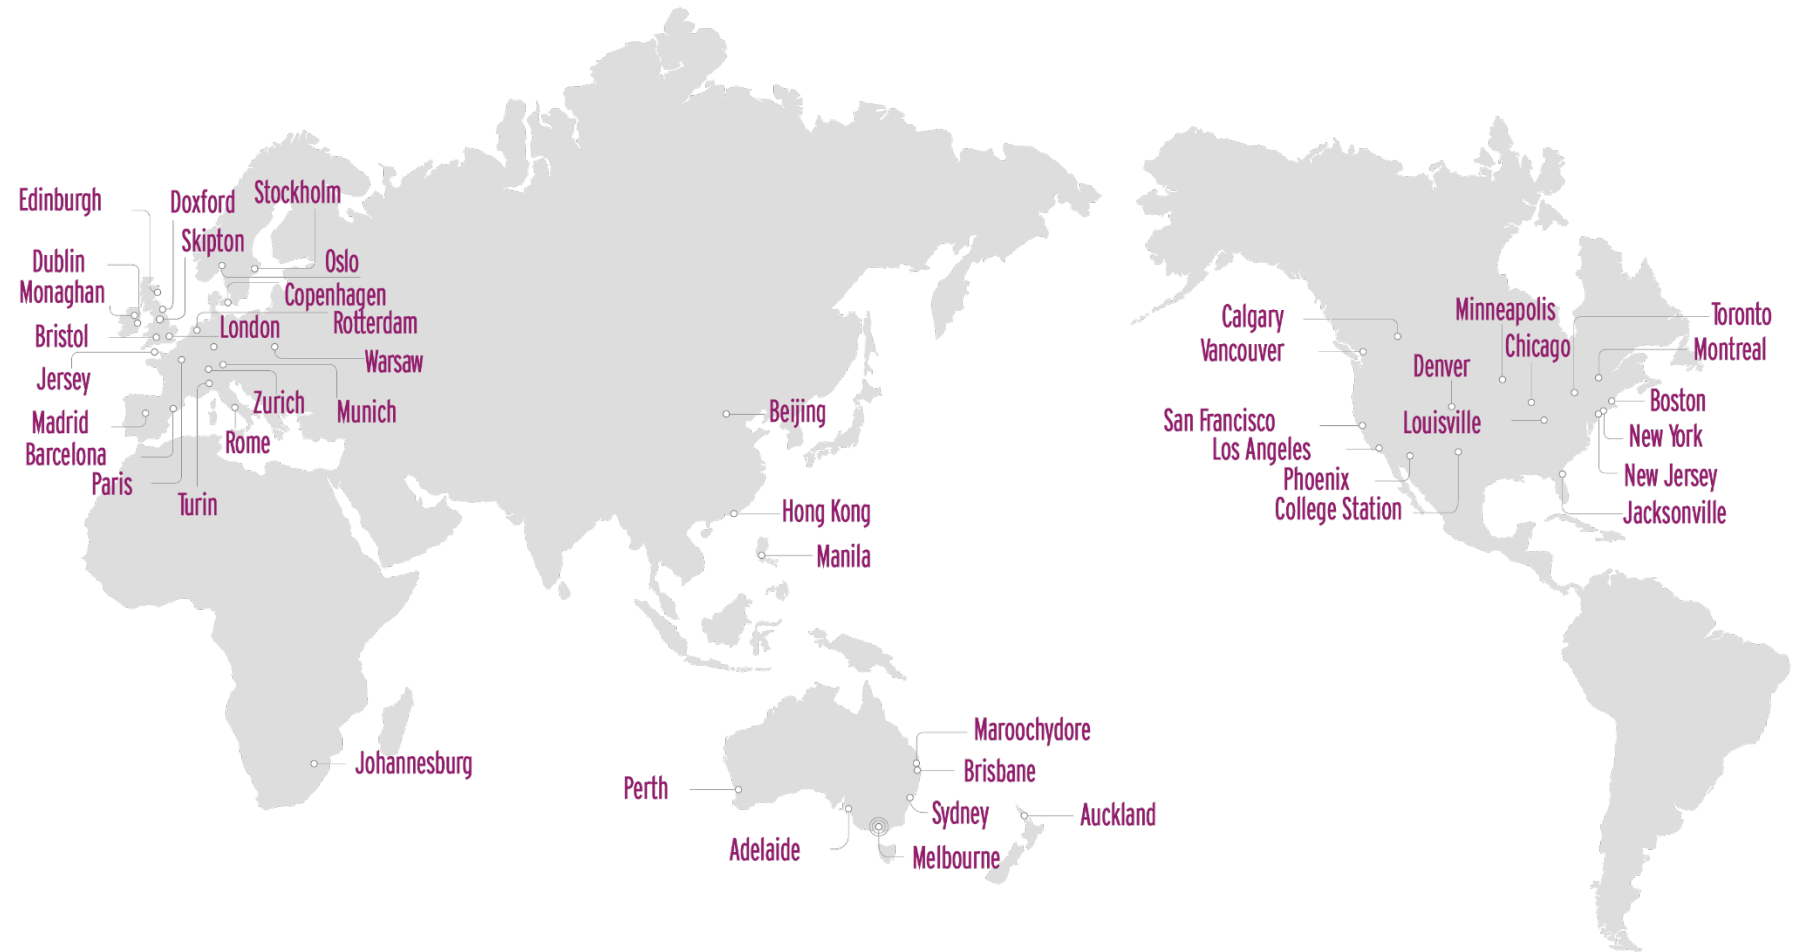 Edinburgh
Doxford
Stockholm
Skipton
Dublin
Oslo
Monaghan
Copenhagen
Bristol
London
Rotterdam
Jersey
Warsaw
Zurich
Munich
Madrid
Rome
Barcelona
Paris
Turin
Beijing
Hong Kong
Manila
Johannesburg
Maroochydore
Brisbane
Perth
Sydney
Auckland
Adelaide
Melbourne
Calgary
Minneapolis
Toronto
Vancouver
Chicago
Montreal
Denver
Boston
San Francisco
Louisville
Los Angeles
New York
Phoenix
New Jersey
College Station
Jacksonville